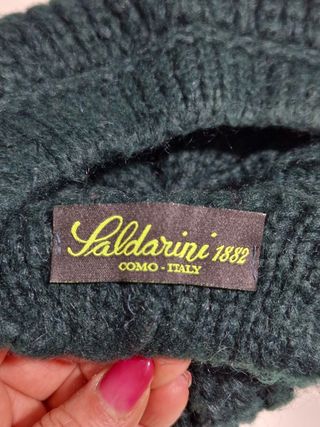 Saldarini 1882
COMO - ITALY